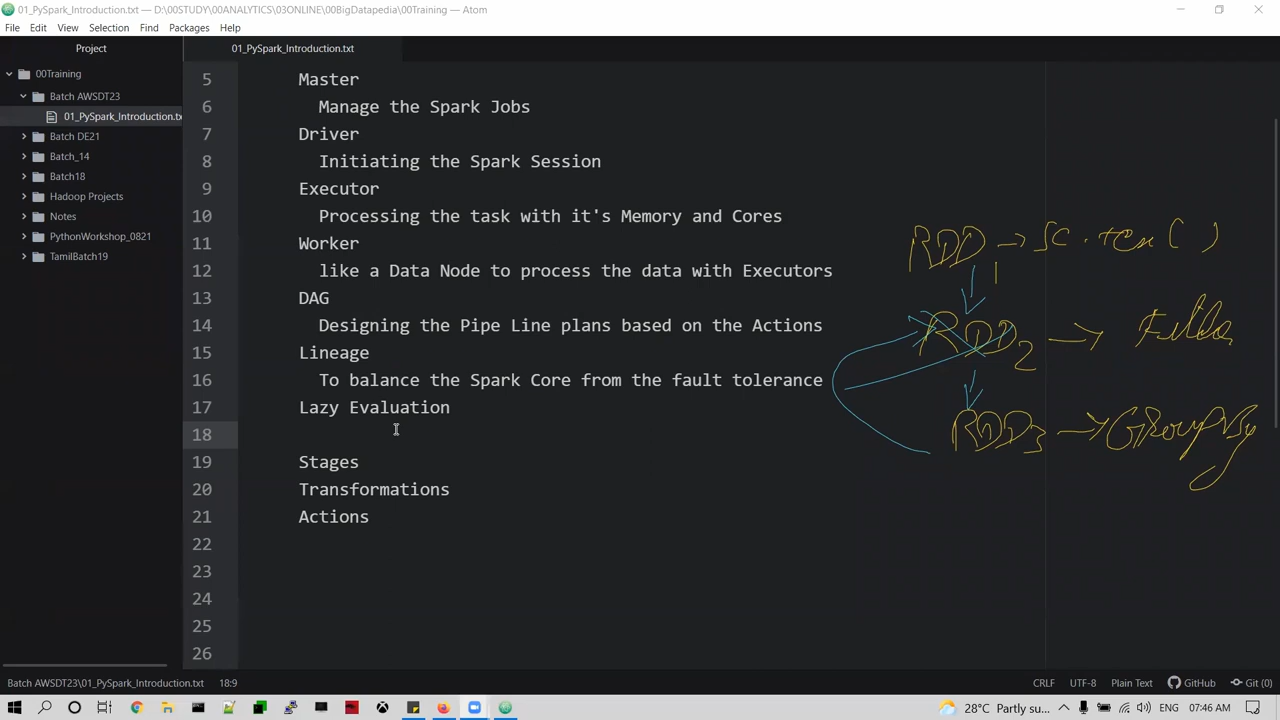 01_PySpark_Introduction.txt — D:\00STUDY\00ANALYTICS\03ONLINE\00BigDatapedia\00Training — Atom
File Edit View Selection Find Packages Help
Project
01_PySpark_Introduction.txt
00Training
Batch AWSDT23
01_PySpark_Introduction.tx
Batch DE21
Batch_14
Batch18
Hadoop Projects
Notes
PythonWorkshop_0821
TamilBatch19
5 Master
6 Manage the Spark Jobs
7 Driver
8 Initiating the Spark Session
9 Executor
10 Processing the task with it's Memory and Cores
11 Worker
12 like a Data Node to process the data with Executors
13 DAG
14 Designing the Pipe Line plans based on the Actions
15 Lineage
16 To balance the Spark Core from the fault tolerance
17 Lazy Evaluation
18
19 Stages
20 Transformations
21 Actions
22
23
24
25
26
RDD1 → sc.tex( )
RDD2 →
RDD3 → GRoupBy
Batch AWSDT23\01_PySpark_Introduction.txt 18:9
CRLF UTF-8 Plain Text GitHub Git (0)
28°C Partly su... ENG 07:46 AM